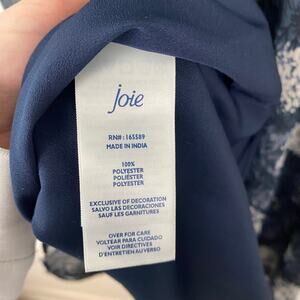 joie
RN#: 165589
MADE IN INDIA
100%
POLYESTER
POLIÉSTER
POLYESTER
EXCLUSIVE OF DECORATION
SALVO LAS DECORACIONES
SAUF LES GARNITURES
OVER FOR CARE
VOLTEAR PARA CUIDADO
VOIR DIRECTIVES
D'ENTRETIEN AU VERSO